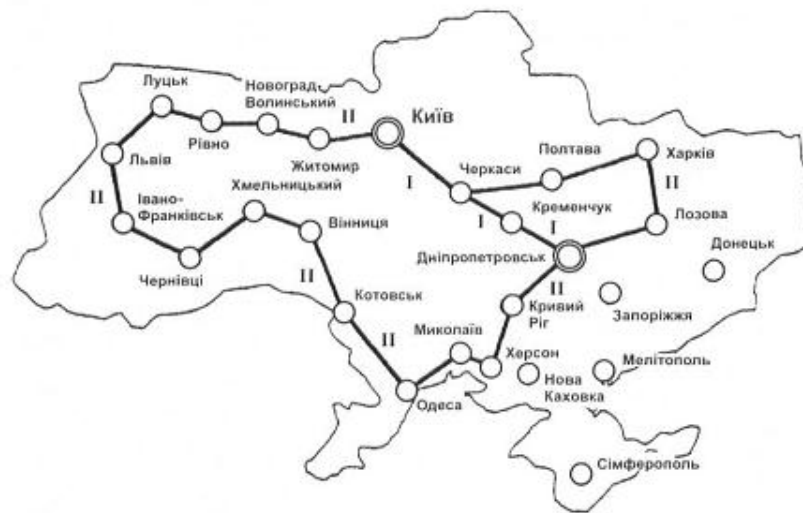 Луцьк
Новоград-
Волинський
II
Київ
Рівно
Житомир
Львів
Полтава
Харків
Черкаси
I
II
Хмельницький
Івано-
Франківськ
II
Кременчук
I
I
Лозова
Вінниця
Дніпропетровськ
Донецьк
Чернівці
II
II
Котовськ
Кривий
Ріг
Запоріжжя
II
Миколаїв
Херсон
Мелітополь
Нова
Каховка
Одеса
Сімферополь